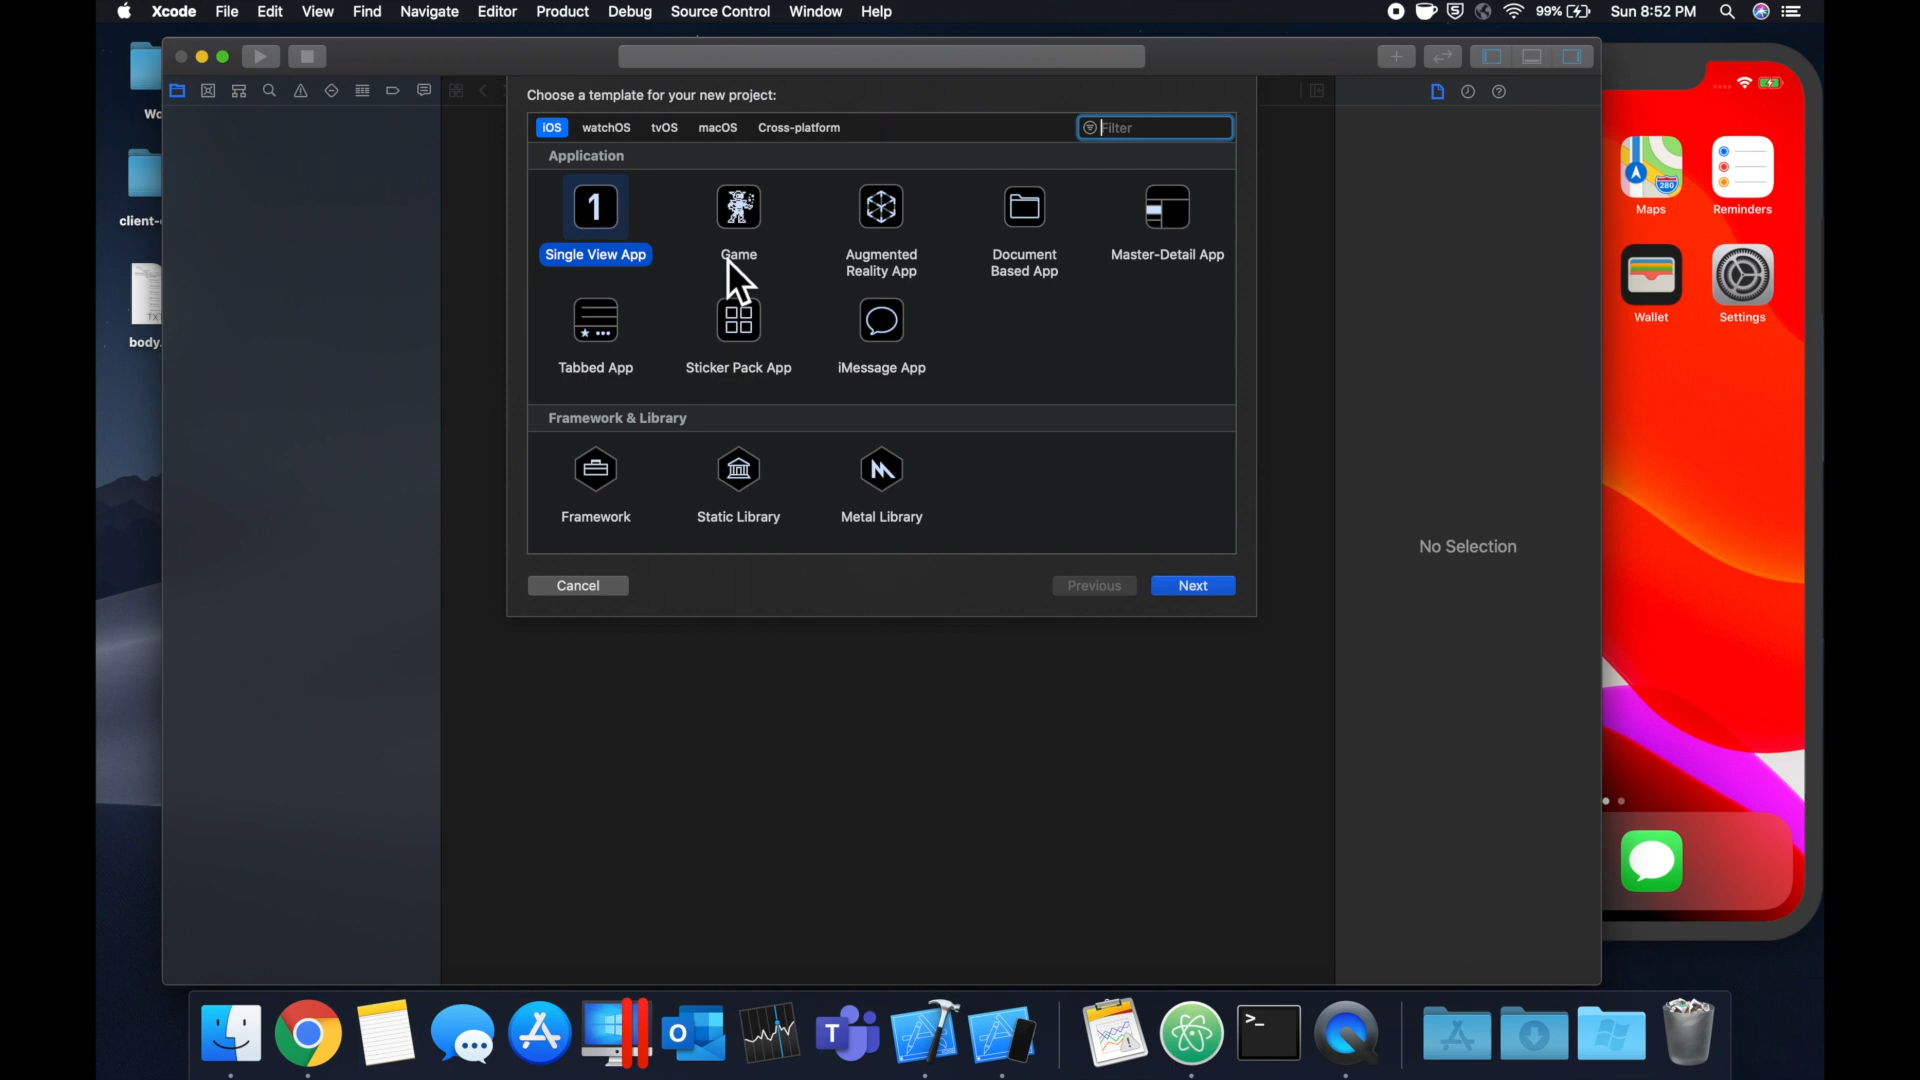 Xcode File Edit View Find Navigate Editor Product Debug Source Control Window Help
99% Sun 8:52 PM
Choose a template for your new project:
iOS watchOS tvOS macOS Cross-platform
Filter
Application
1
Single View App
Game
Augmented
Reality App
Document
Based App
Master-Detail App
Tabbed App
Sticker Pack App
iMessage App
Framework & Library
Framework
Static Library
Metal Library
Cancel
Previous
Next
No Selection
client-
TXT
body.
280
Maps
Reminders
Wallet
Settings